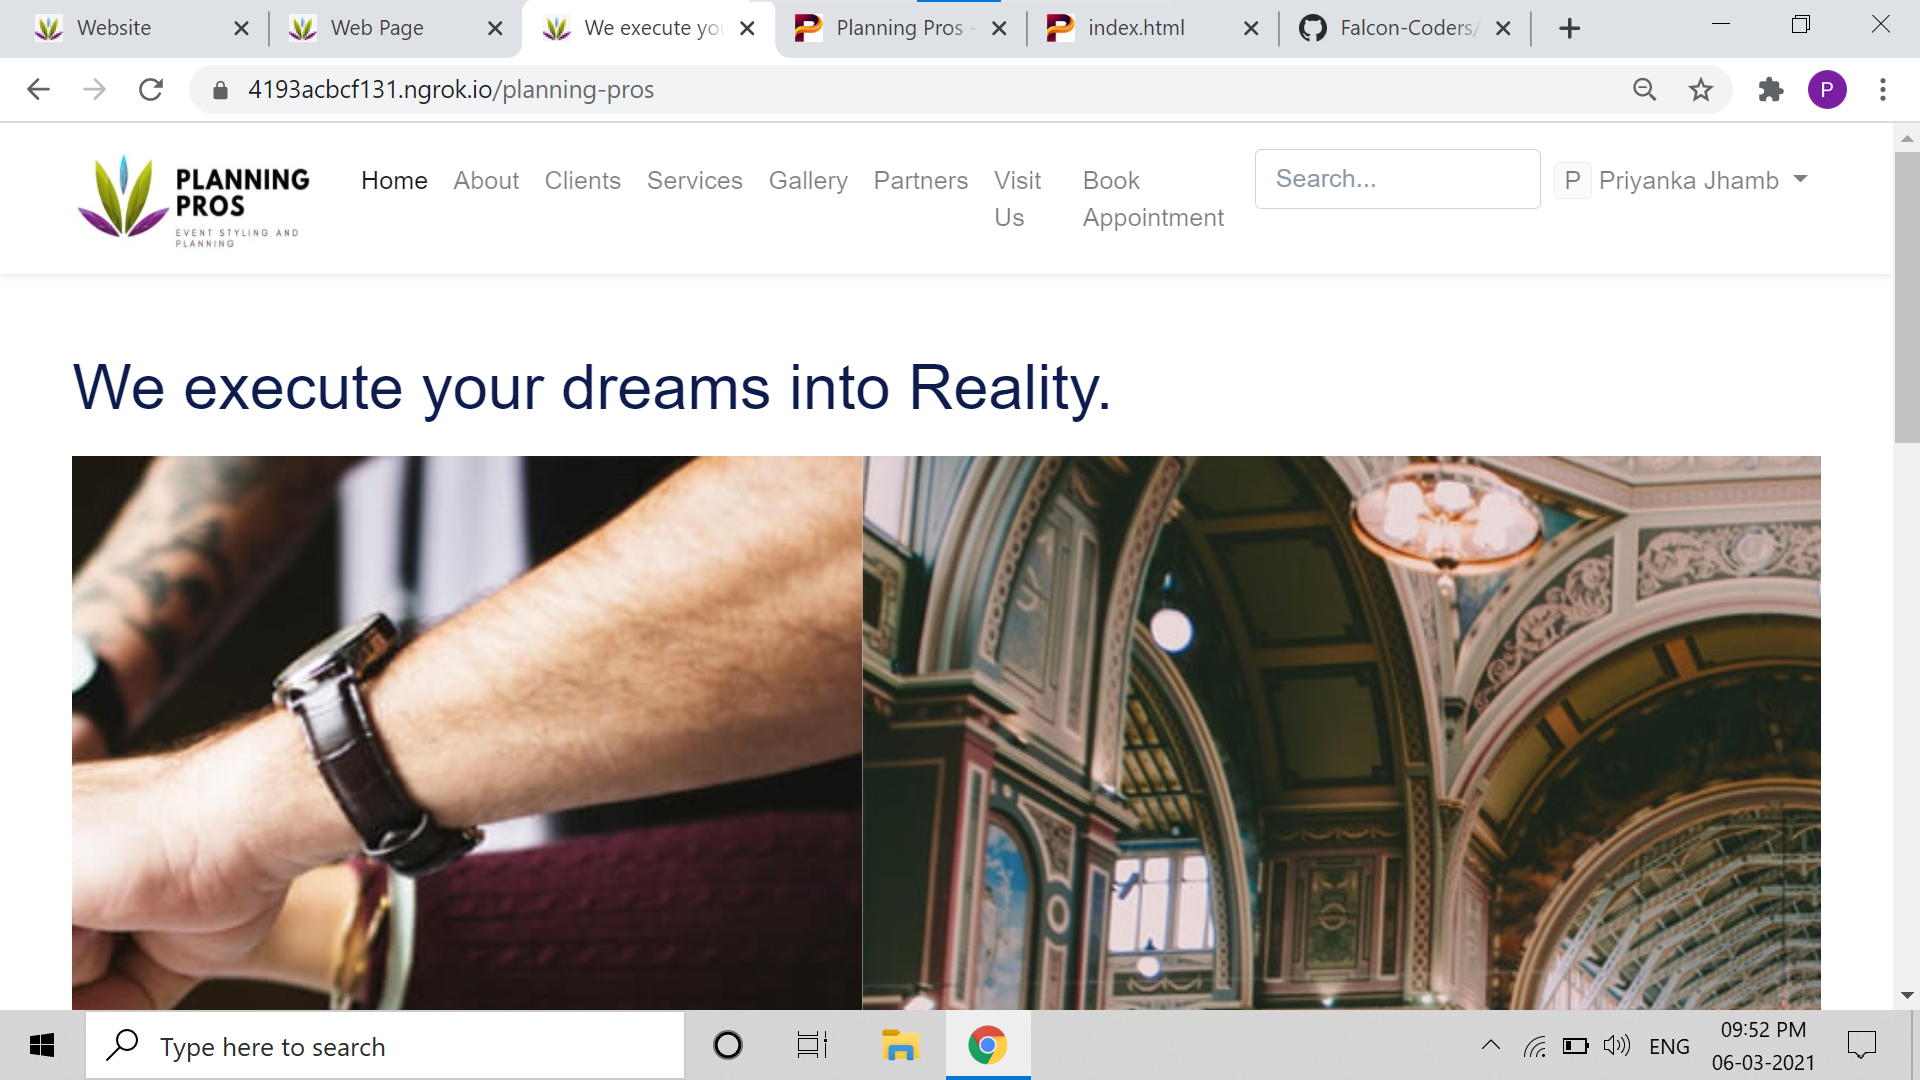 Website
Web Page
We execute you
Planning Pros -
index.html
Falcon-Coders/
4193acbcf131.ngrok.io/planning-pros
P
PLANNING
PROS
EVENT STYLING AND
PLANNING
Home
About
Clients
Services
Gallery
Partners
Visit
Us
Book
Appointment
Search...
P Priyanka Jhamb
We execute your dreams into Reality.
Type here to search
ENG
09:52 PM
06-03-2021